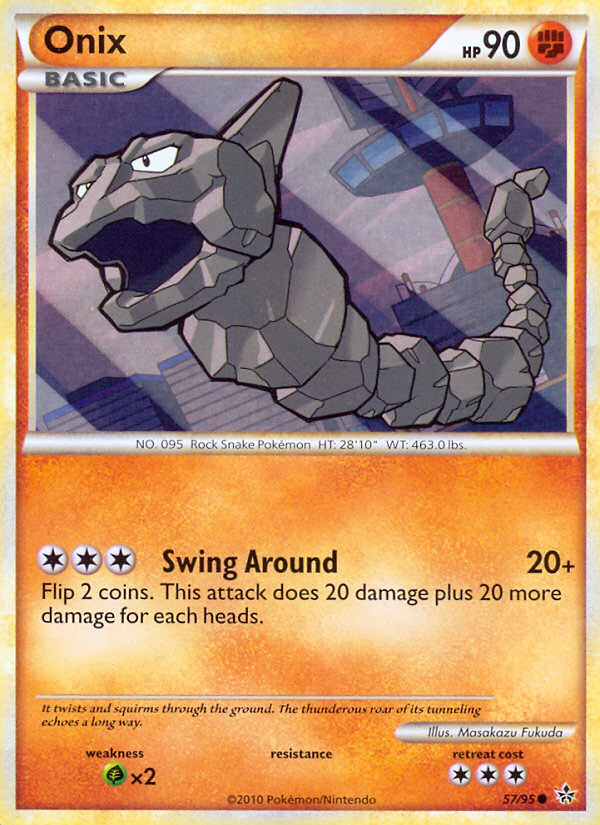 Onix
HP 90
BASIC
NO. 095 Rock Snake Pokémon HT: 28'10" WT: 463.0 lbs.
Swing Around 20+
Flip 2 coins. This attack does 20 damage plus 20 more
damage for each heads.
It twists and squirms through the ground. The thunderous roar of its tunneling
echoes a long way.
Illus. Masakazu Fukuda
weakness resistance retreat cost
×2
©2010 Pokémon/Nintendo 57/95